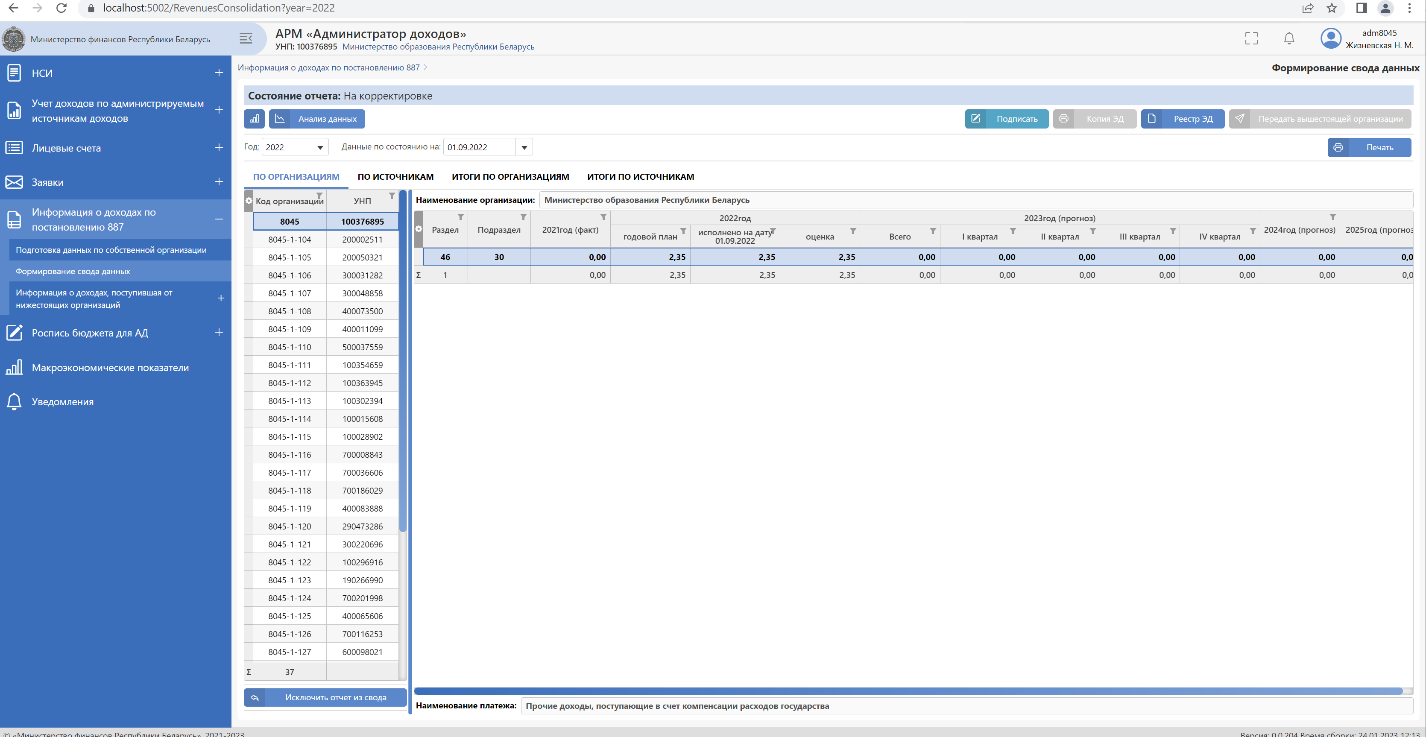 localhost:5002/RevenuesConsolidation?year=2022
Министерство финансов Республики Беларусь
АРМ «Администратор доходов»
УНП: 100376895 Министерство образования Республики Беларусь
adm8045
Жизневская Н. М.
НСИ
Учет доходов по администрируемым
источникам доходов
Лицевые счета
Заявки
Информация о доходах по
постановлению 887
Подготовка данных по собственной организации
Формирование свода данных
Информация о доходах, поступившая от
нижестоящих организаций
Роспись бюджета для АД
Макроэкономические показатели
Уведомления
Информация о доходах по постановлению 887
Формирование свода данных
Состояние отчета: На корректировке
Анализ данных
Подписать
Копия ЭД
Реестр ЭД
Передать вышестоящей организации
Год: 2022 Данные по состоянию на: 01.09.2022
Печать
ПО ОРГАНИЗАЦИЯМ ПО ИСТОЧНИКАМ ИТОГИ ПО ОРГАНИЗАЦИЯМ ИТОГИ ПО ИСТОЧНИКАМ
Код организации УНП
8045 100376895
8045-1-104 200002511
8045-1-105 200050321
8045-1-106 300031282
8045-1-107 300048858
8045-1-108 400073500
8045-1-109 400011099
8045-1-110 500037559
8045-1-111 100354659
8045-1-112 100363945
8045-1-113 100302394
8045-1-114 100015608
8045-1-115 100028902
8045-1-116 700008843
8045-1-117 700036606
8045-1-118 700186029
8045-1-119 400083888
8045-1-120 290473286
8045-1-121 300220696
8045-1-122 100296916
8045-1-123 190266990
8045-1-124 700201998
8045-1-125 400065606
8045-1-126 700116253
8045-1-127 600098021
Σ 37
Исключить отчет из свода
Наименование организации: Министерство образования Республики Беларусь
Раздел Подраздел 2021год (факт) 2022год 2023год (прогноз) 2024год (прогноз) 2025год (прогноз
годовой план исполнено на дату 01.09.2022 оценка Всего I квартал II квартал III квартал IV квартал
46 30 0,00 2,35 2,35 2,35 0,00 0,00 0,00 0,00 0,00 0,00 0,0
Σ 1 0,00 2,35 2,35 2,35 0,00 0,00 0,00 0,00 0,00 0,00 0,0
Наименование платежа: Прочие доходы, поступающие в счет компенсации расходов государства
© «Министерство финансов Республики Беларусь», 2021-2023
Версия: 0.0.204 Время сборки: 24.01.2023 12:13